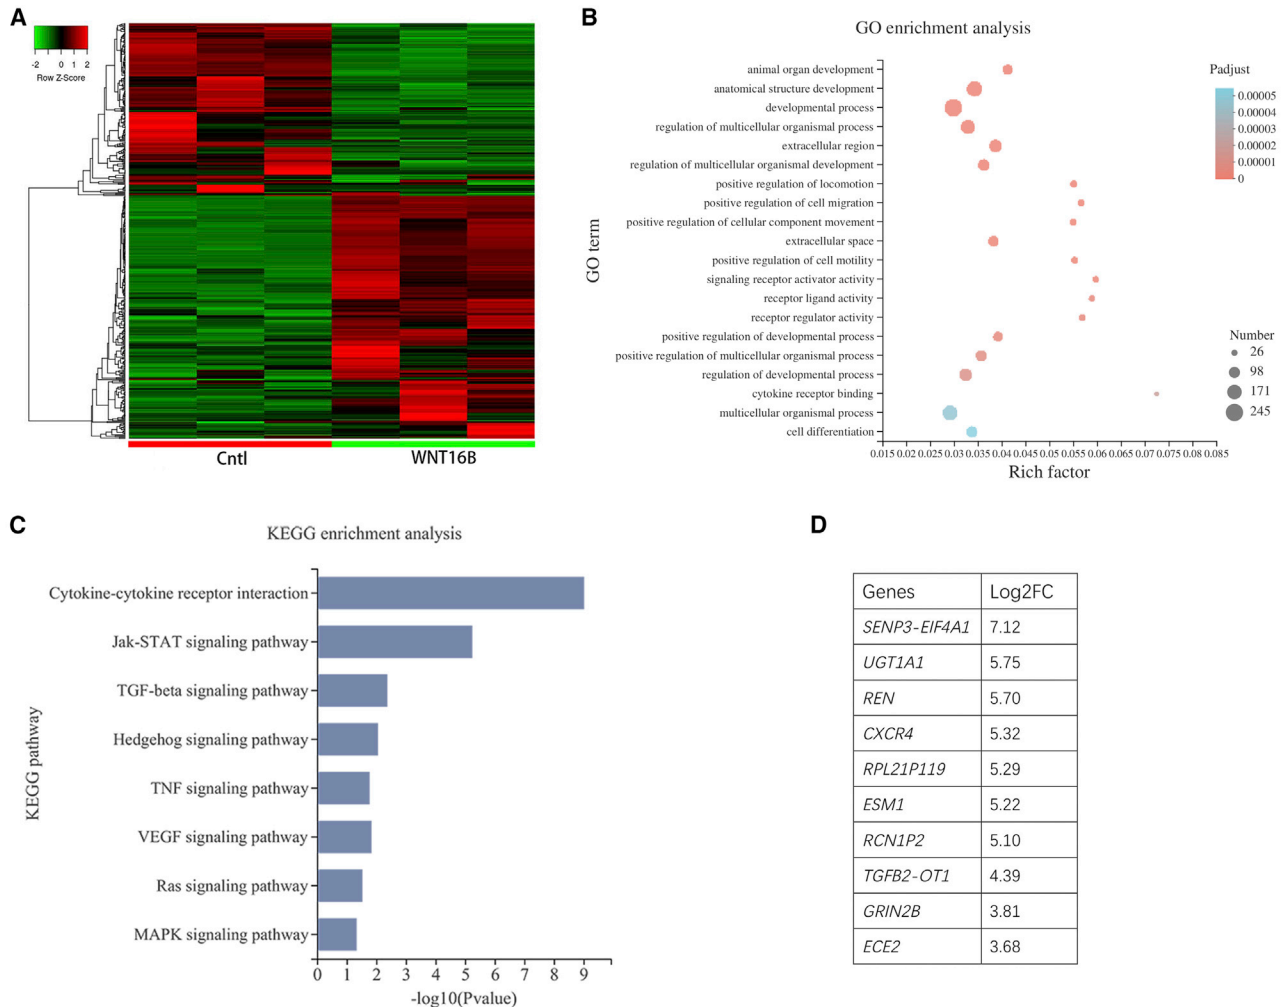 A
-2 0 1 2
Row Z-Score
Cntl WNT16B
B
GO enrichment analysis
GO term
animal organ development
anatomical structure development
developmental process
regulation of multicellular organismal process
extracellular region
regulation of multicellular organismal development
positive regulation of locomotion
positive regulation of cell migration
positive regulation of cellular component movement
extracellular space
positive regulation of cell motility
signaling receptor activator activity
receptor ligand activity
receptor regulator activity
positive regulation of developmental process
positive regulation of multicellular organismal process
regulation of developmental process
cytokine receptor binding
multicellular organismal process
cell differentiation
0.015 0.02 0.025 0.03 0.035 0.04 0.045 0.05 0.055 0.06 0.065 0.07 0.075 0.08 0.085
Rich factor
Padjust
0.00005
0.00004
0.00003
0.00002
0.00001
0
Number
26
98
171
245
C
KEGG enrichment analysis
KEGG pathway
Cytokine-cytokine receptor interaction
Jak-STAT signaling pathway
TGF-beta signaling pathway
Hedgehog signaling pathway
TNF signaling pathway
VEGF signaling pathway
Ras signaling pathway
MAPK signaling pathway
0 1 2 3 4 5 6 7 8 9
-log10(Pvalue)
D
Genes Log2FC
SENP3-EIF4A1 7.12
UGT1A1 5.75
REN 5.70
CXCR4 5.32
RPL21P119 5.29
ESM1 5.22
RCN1P2 5.10
TGFB2-OT1 4.39
GRIN2B 3.81
ECE2 3.68